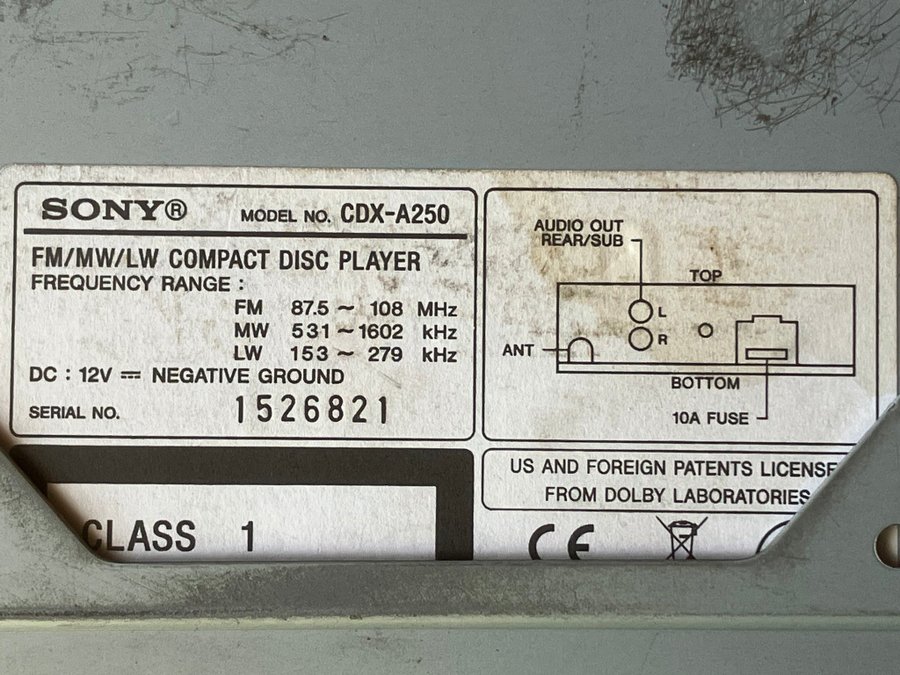 SONY® MODEL NO. CDX-A250
FM/MW/LW COMPACT DISC PLAYER
FREQUENCY RANGE :
FM 87.5 ~ 108 MHz
MW 531 ~ 1602 kHz
LW 153 ~ 279 kHz
DC : 12V ⎓ NEGATIVE GROUND
SERIAL NO. 1526821
AUDIO OUT
REAR/SUB
TOP
L
R
ANT
BOTTOM
10A FUSE
CLASS 1
US AND FOREIGN PATENTS LICENSE
FROM DOLBY LABORATORIES
CE